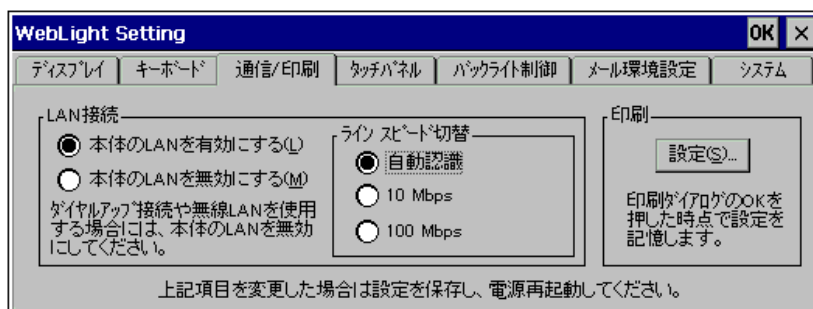 WebLight Setting OK ×
ディスプレイ キーボード 通信/印刷 タッチパネル バックライト制御 メール環境設定 システム
LAN接続
本体のLANを有効にする(L)
本体のLANを無効にする(M)
ダイヤルアップ接続や無線LANを使用
する場合には、本体のLANを無効
にしてください。
ライン スピード切替
自動認識
10 Mbps
100 Mbps
印刷
設定(S)...
印刷ダイアログのOKを
押した時点で設定を
記憶します。
上記項目を変更した場合は設定を保存し、電源再起動してください。